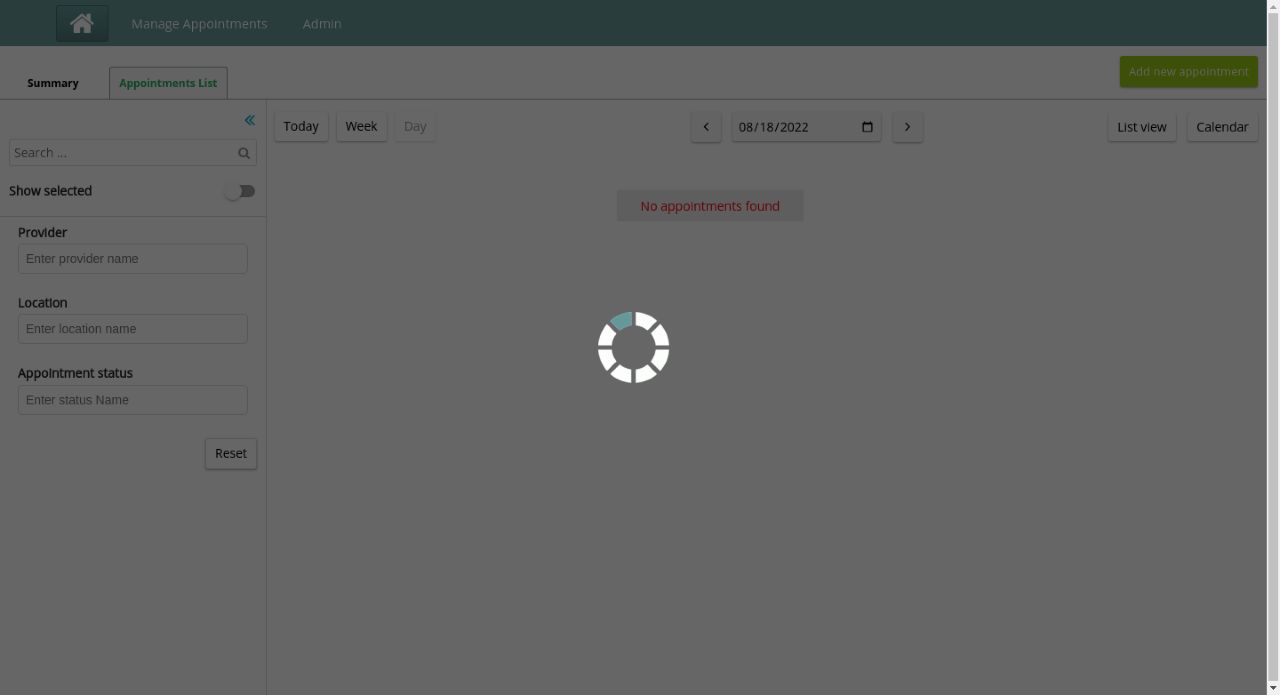 Manage Appointments Admin
Summary Appointments List Add new appointment
Today Week Day 08/18/2022 List view Calendar
Search ...
Show selected
No appointments found
Provider
Enter provider name
Location
Enter location name
Appointment status
Enter status Name
Reset